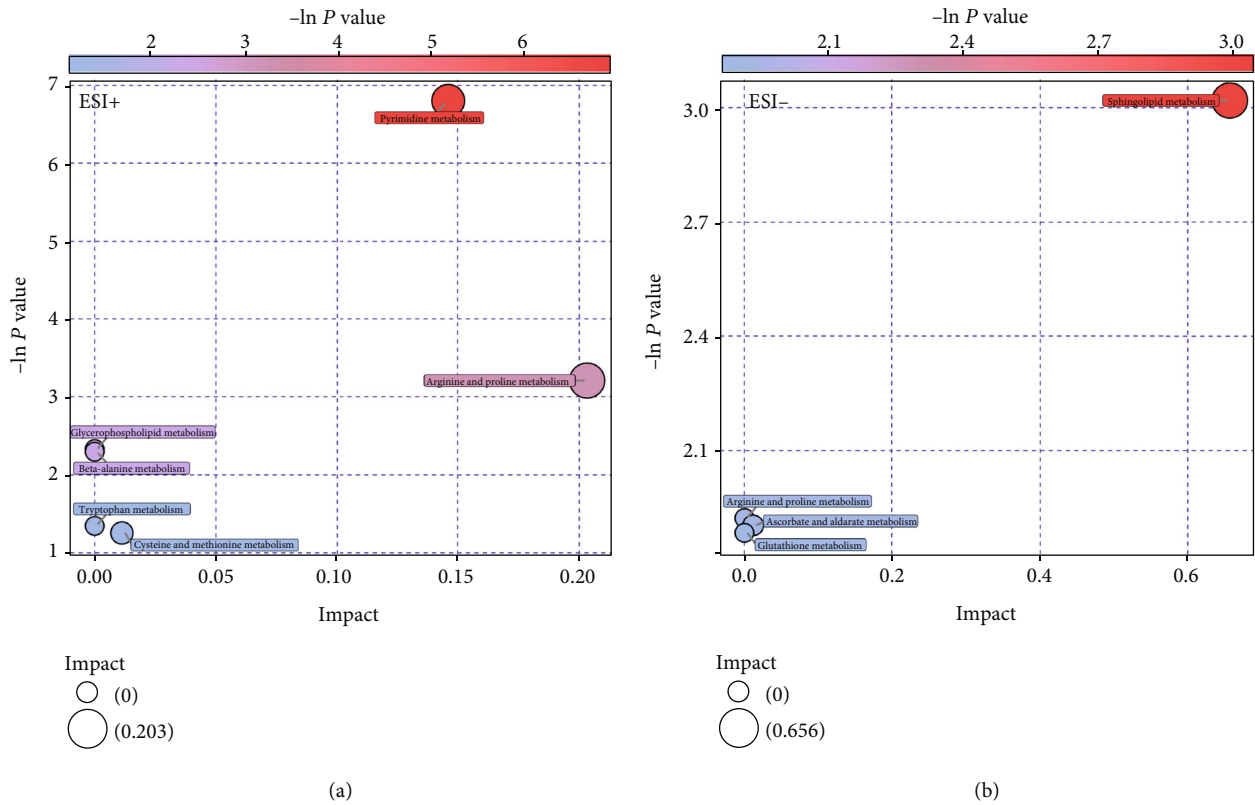 –ln P value
2 3 4 5 6
ESI+
7
6
5
4
3
2
1
–ln P value
Pyrimidine metabolism
Arginine and proline metabolism
Glycerophospholipid metabolism
Beta-alanine metabolism
Tryptophan metabolism
Cysteine and methionine metabolism
0.00 0.05 0.10 0.15 0.20
Impact
Impact
(0)
(0.203)
(a)
–ln P value
2.1 2.4 2.7 3.0
ESI–
3.0
2.7
2.4
2.1
–ln P value
Sphingolipid metabolism
Arginine and proline metabolism
Ascorbate and aldarate metabolism
Glutathione metabolism
0.0 0.2 0.4 0.6
Impact
Impact
(0)
(0.656)
(b)